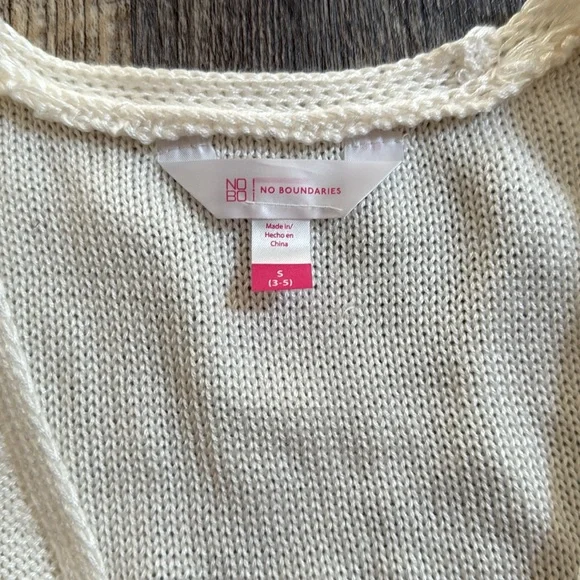 NO
BO
NO BOUNDARIES
Made in/
Hecho en
China
S
(3-5)